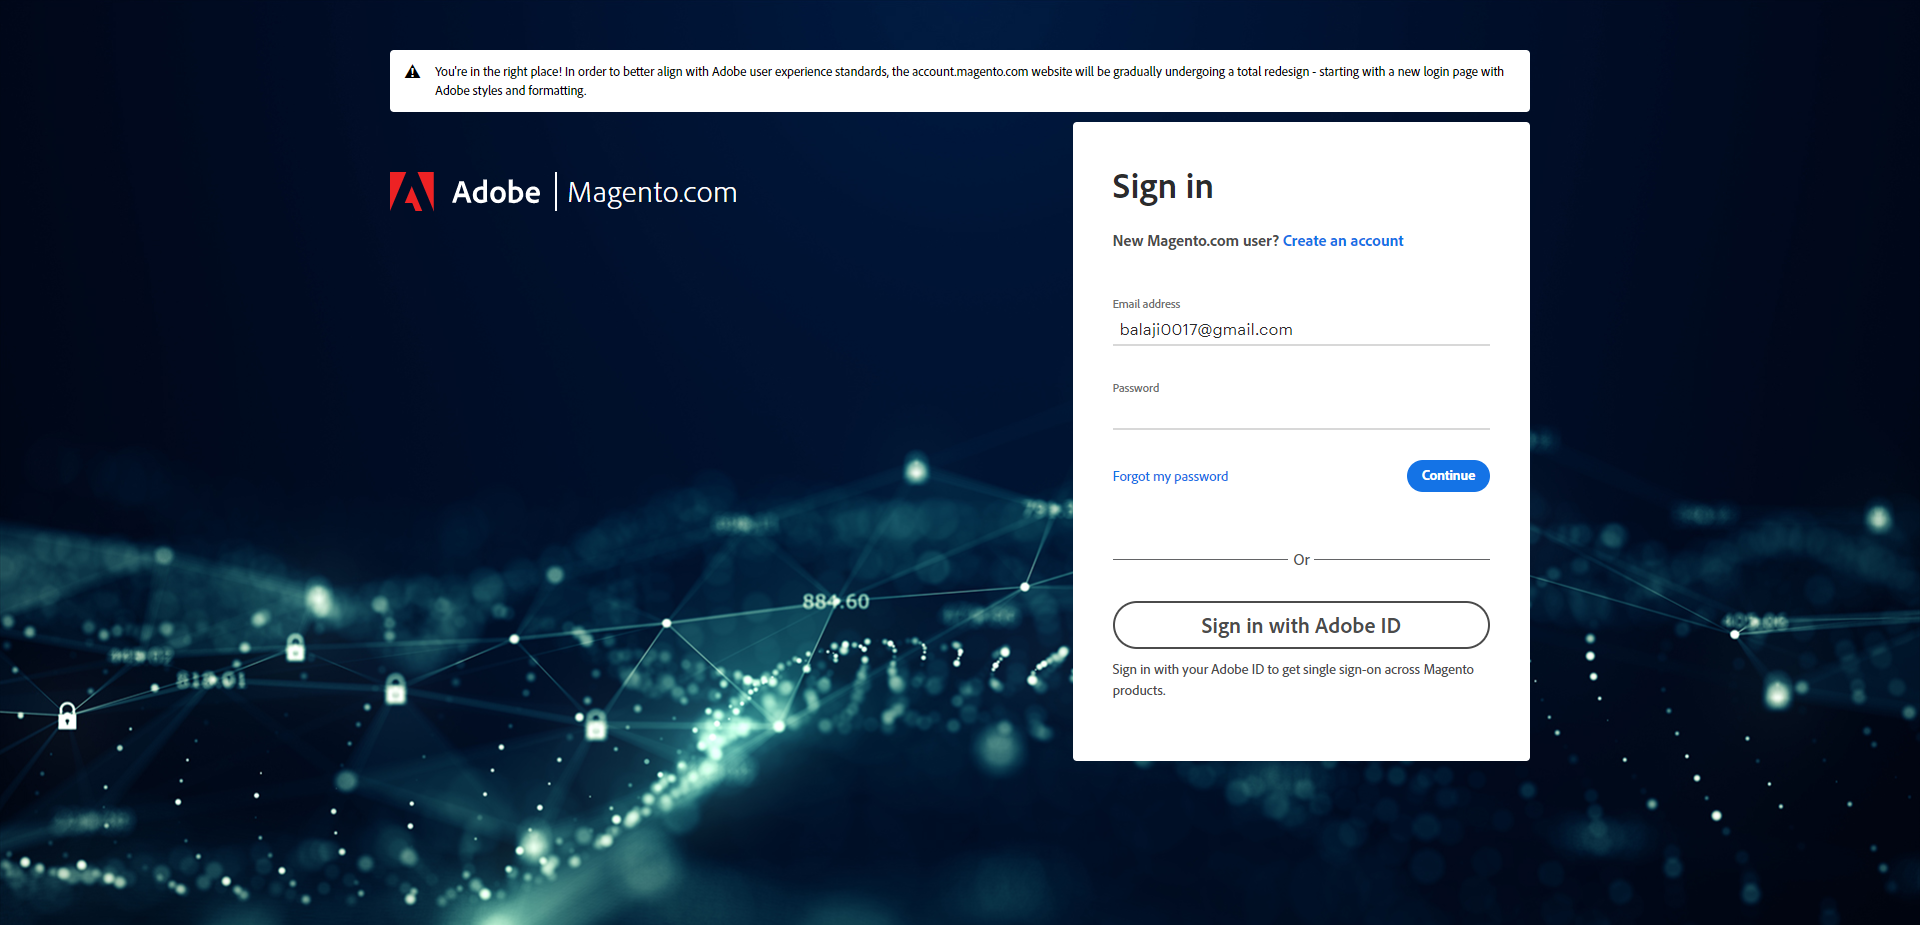 You're in the right place! In order to better align with Adobe user experience standards, the account.magento.com website will be gradually undergoing a total redesign - starting with a new login page with
Adobe styles and formatting.
Adobe | Magento.com
Sign in
New Magento.com user? Create an account
Email address
balaji0017@gmail.com
Password
Forgot my password
Continue
Or
Sign in with Adobe ID
Sign in with your Adobe ID to get single sign-on across Magento
products.
884.60